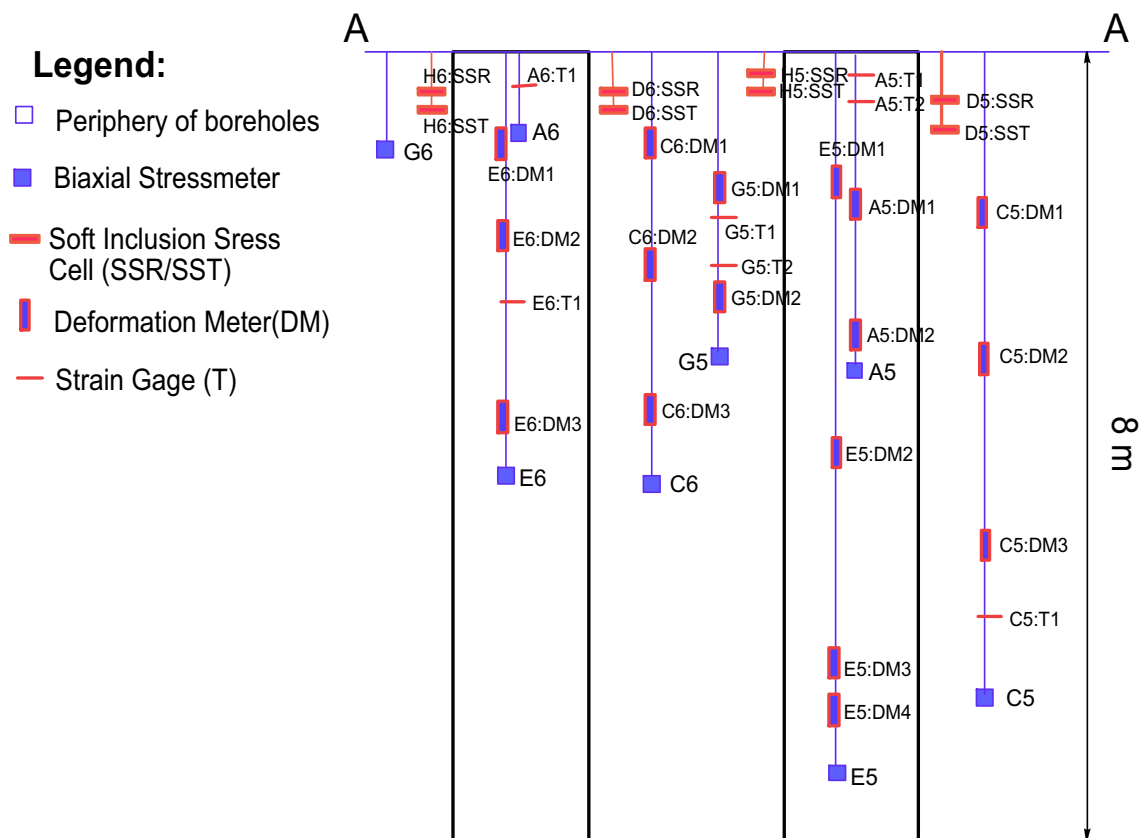 A
A
Legend:
Periphery of boreholes
Biaxial Stressmeter
Soft Inclusion Sress
Cell (SSR/SST)
Deformation Meter(DM)
Strain Gage (T)
H6:SSR
H6:SST
G6
A6:T1
A6
E6:DM1
E6:DM2
E6:T1
E6:DM3
E6
D6:SSR
D6:SST
C6:DM1
C6:DM2
C6:DM3
C6
G5:DM1
G5:T1
G5:T2
G5:DM2
G5
H5:SSR
H5:SST
A5:T1
A5:T2
E5:DM1
A5:DM1
A5:DM2
A5
E5:DM2
E5:DM3
E5:DM4
E5
D5:SSR
D5:SST
C5:DM1
C5:DM2
C5:DM3
C5:T1
C5
8 m